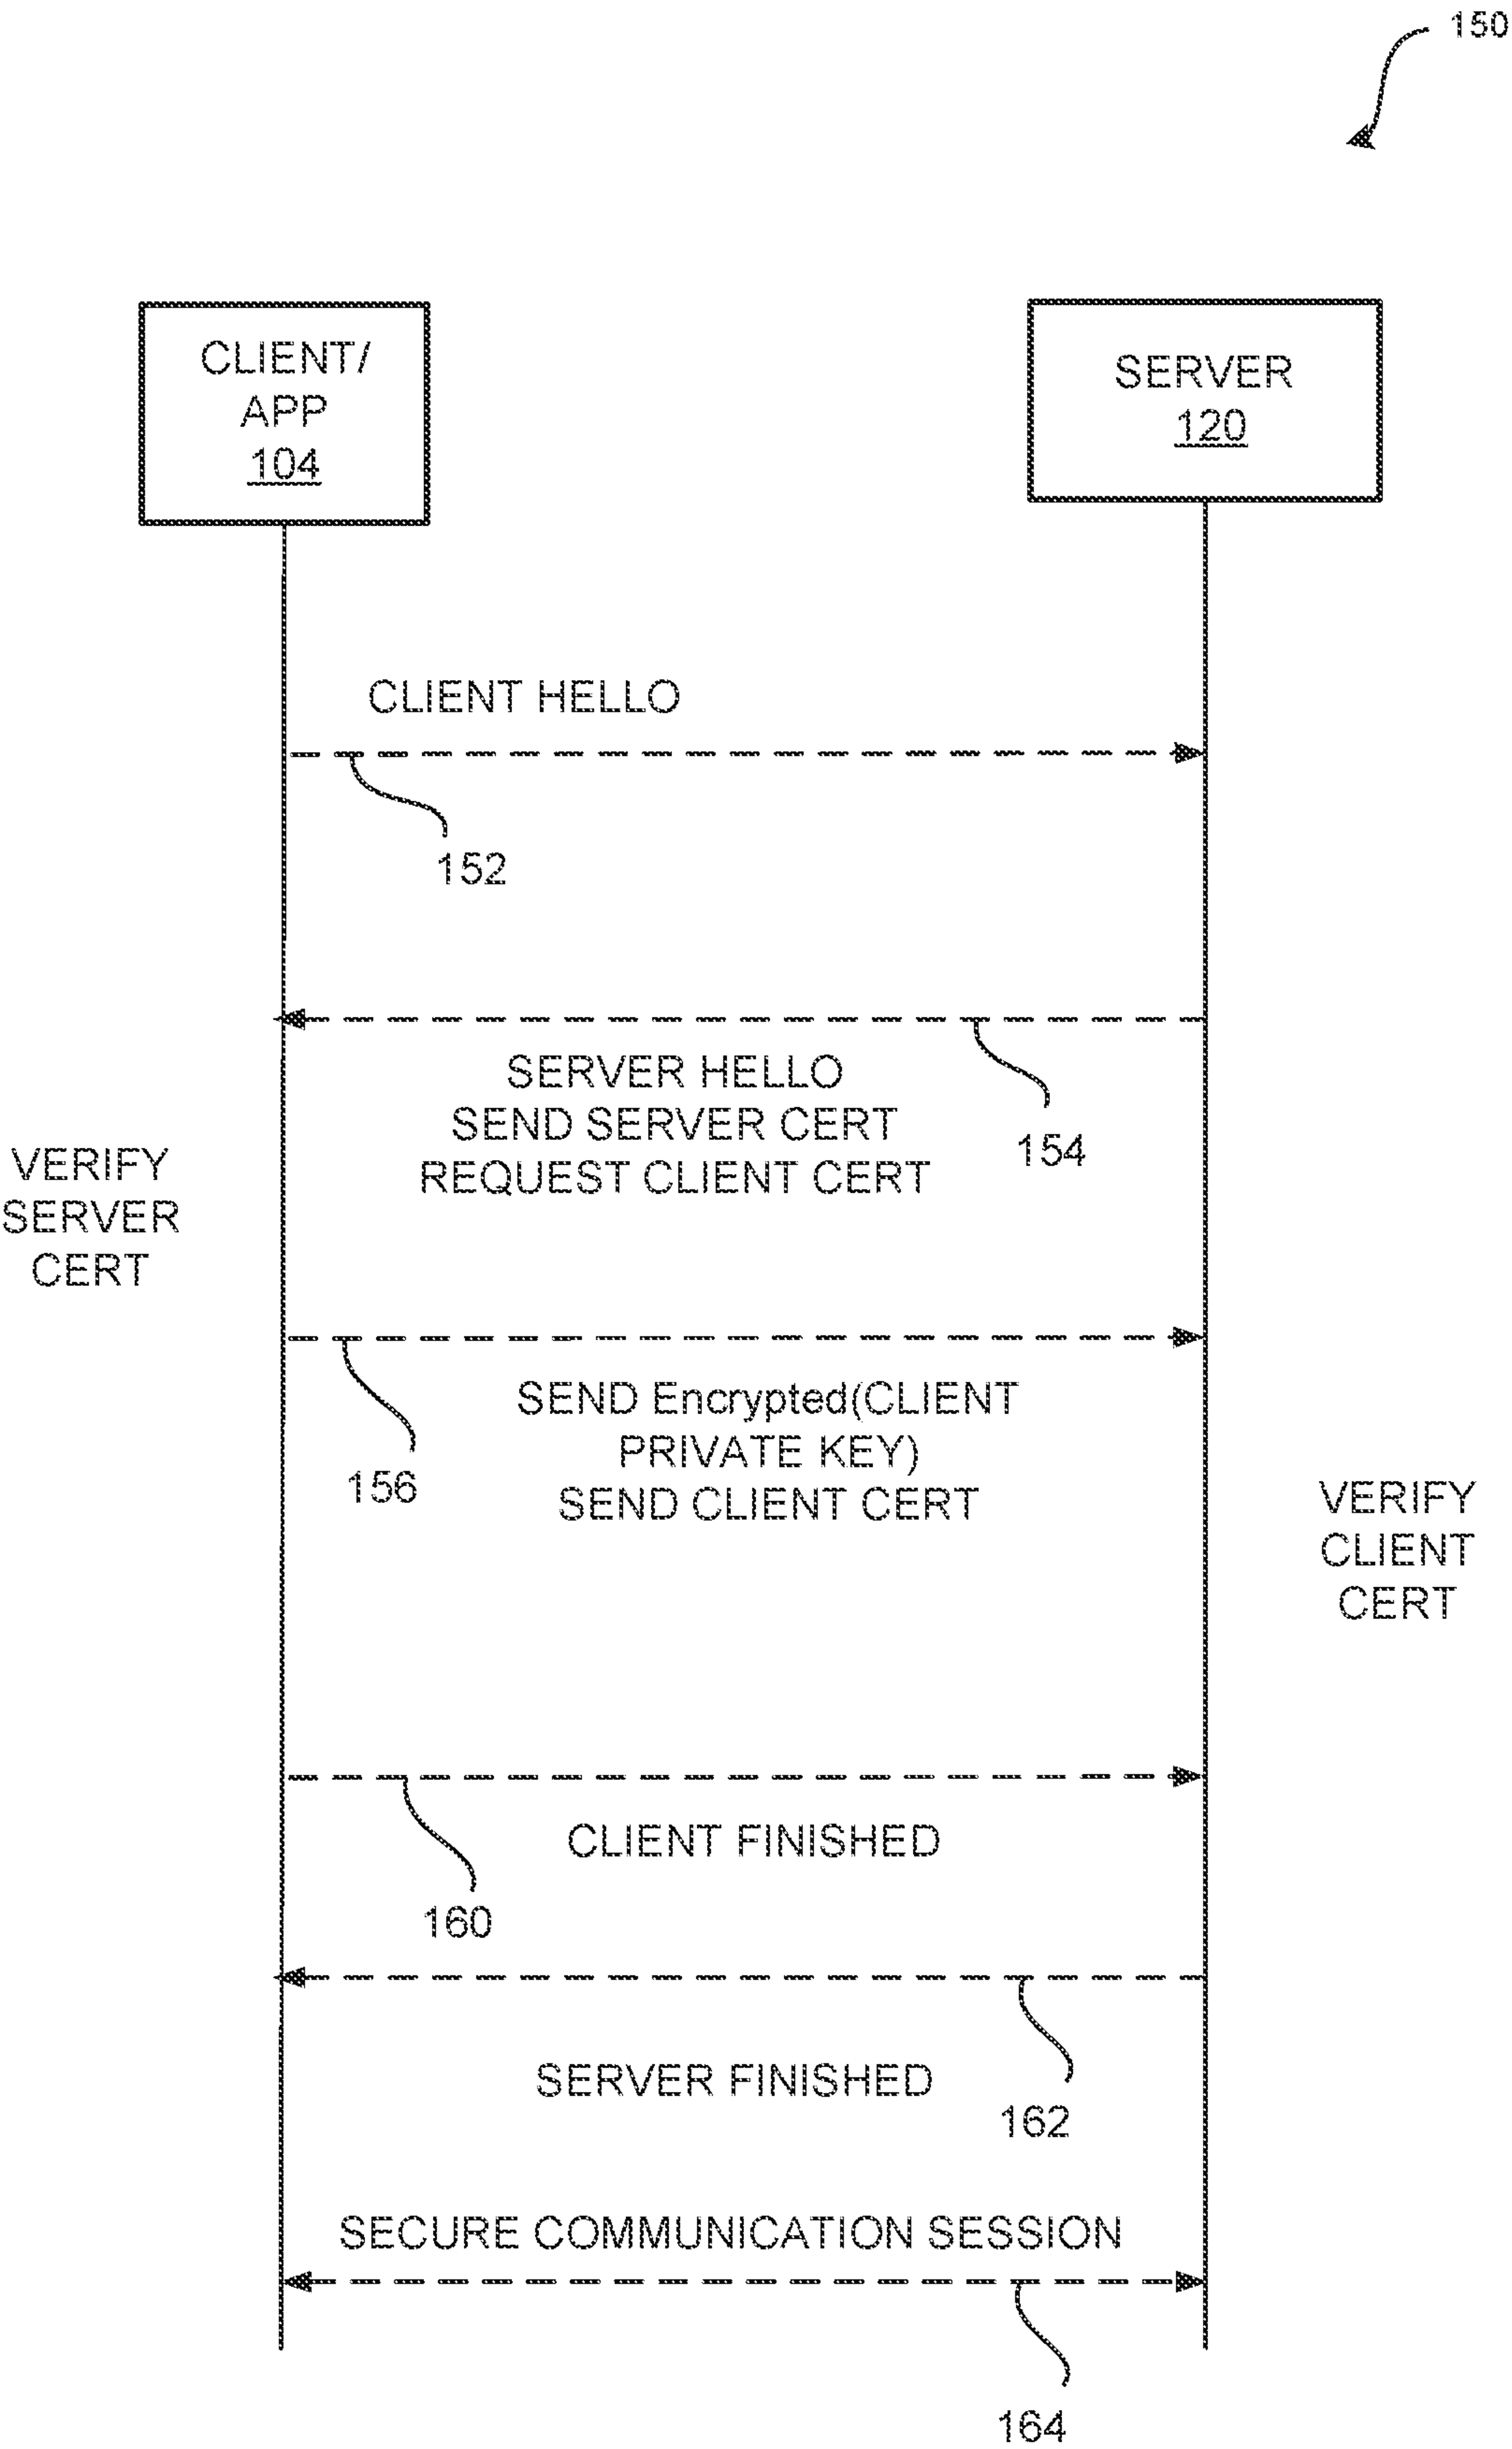 150
CLIENT/
APP
104
SERVER
120
CLIENT HELLO
152
SERVER HELLO
SEND SERVER CERT
REQUEST CLIENT CERT
154
VERIFY
SERVER
CERT
SEND Encrypted(CLIENT
PRIVATE KEY)
SEND CLIENT CERT
156
VERIFY
CLIENT
CERT
CLIENT FINISHED
160
SERVER FINISHED
162
SECURE COMMUNICATION SESSION
164